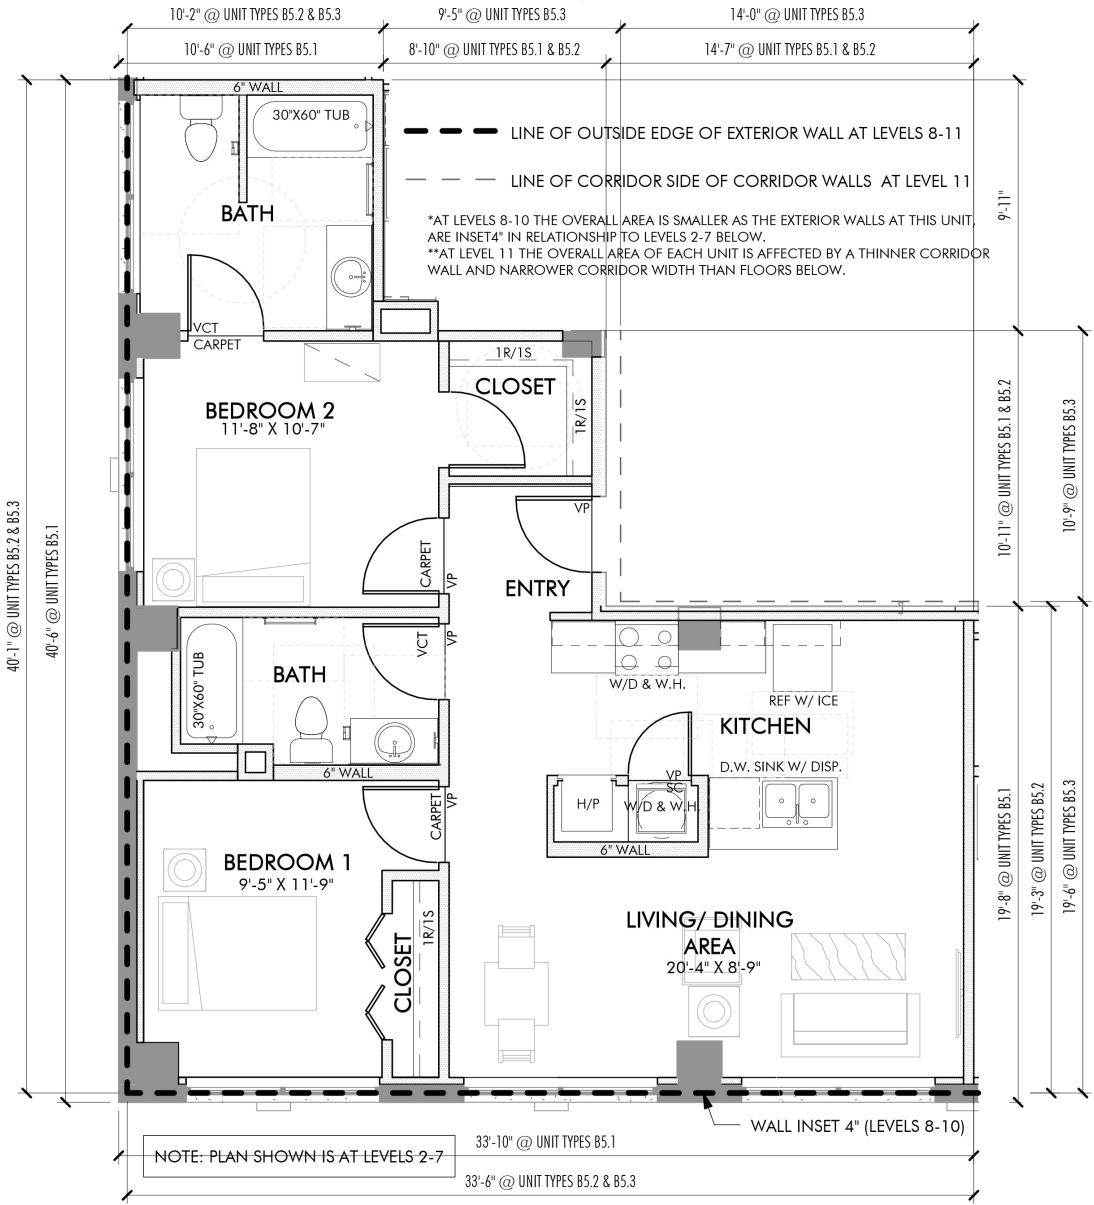 10'-2" @ UNIT TYPES B5.2 & B5.3
9'-5" @ UNIT TYPES B5.3
14'-0" @ UNIT TYPES B5.3
10'-6" @ UNIT TYPES B5.1
8'-10" @ UNIT TYPES B5.1 & B5.2
14'-7" @ UNIT TYPES B5.1 & B5.2
6" WALL
30"X60" TUB
LINE OF OUTSIDE EDGE OF EXTERIOR WALL AT LEVELS 8-11
LINE OF CORRIDOR SIDE OF CORRIDOR WALLS AT LEVEL 11
9'-11"
BATH
*AT LEVELS 8-10 THE OVERALL AREA IS SMALLER AS THE EXTERIOR WALLS AT THIS UNIT,
ARE INSET4" IN RELATIONSHIP TO LEVELS 2-7 BELOW.
**AT LEVEL 11 THE OVERALL AREA OF EACH UNIT IS AFFECTED BY A THINNER CORRIDOR
WALL AND NARROWER CORRIDOR WIDTH THAN FLOORS BELOW.
VCT
CARPET
1R/1S
CLOSET
1R/1S
BEDROOM 2
11'-8" X 10'-7"
10'-11" @ UNIT TYPES B5.1 & B5.2
10'-9" @ UNIT TYPES B5.3
VP
CARPET
VP
ENTRY
40'-1" @ UNIT TYPES B5.2 & B5.3
40'-6" @ UNIT TYPES B5.1
VCT
VP
30"X60" TUB
BATH
W/D & W.H.
REF W/ ICE
KITCHEN
6" WALL
D.W. SINK W/ DISP.
VP
SC
H/P
W/D & W.H.
CARPET
VP
6" WALL
BEDROOM 1
9'-5" X 11'-9"
19'-8" @ UNIT TYPES B5.1
19'-3" @ UNIT TYPES B5.2
19'-6" @ UNIT TYPES B5.3
1R/1S
CLOSET
LIVING/ DINING
AREA
20'-4" X 8'-9"
WALL INSET 4" (LEVELS 8-10)
33'-10" @ UNIT TYPES B5.1
NOTE: PLAN SHOWN IS AT LEVELS 2-7
33'-6" @ UNIT TYPES B5.2 & B5.3